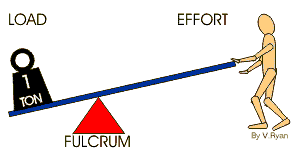 LOAD
EFFORT
1
TON
FULCRUM
By V.Ryan